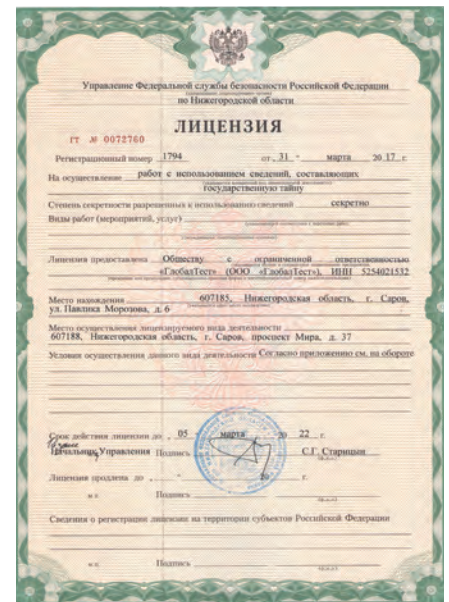 Управление Федеральной службы безопасности Российской Федерации
по Нижегородской области
ЛИЦЕНЗИЯ
ГТ № 0072760
Регистрационный номер 1794 от „ 31 “ марта 20 17 г.
На осуществление работ с использованием сведений, составляющих
государственную тайну
Степень секретности разрешенных к использованию сведений секретно
Виды работ (мероприятий, услуг)
Лицензия предоставлена Обществу с ограниченной ответственностью
«ГлобалТест» (ООО «ГлобалТест»), ИНН 5254021532
Место нахождения 607185, Нижегородская область, г. Саров,
ул. Павлика Морозова, д. 6
Место осуществления лицензируемого вида деятельности
607188, Нижегородская область, г. Саров, проспект Мира, д. 37
Условия осуществления данного вида деятельности Согласно приложению см. на обороте
Срок действия лицензии до „ 05 марта 20 22 г.
Начальник Управления Подпись С.Г. Старицын
Лицензия продлена до „ “ 20 г.
м.п. Подпись
(ф.и.о.)
Сведения о регистрации лицензии на территории субъектов Российской Федерации
м.п. Подпись
(ф.и.о.)